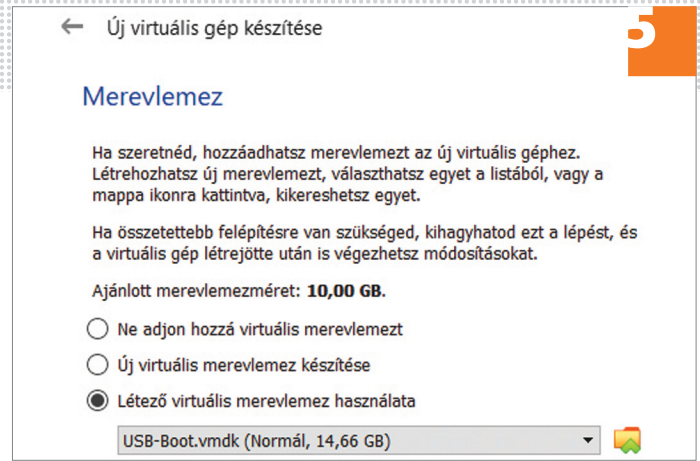 Új virtuális gép készítése
5
Merevlemez
Ha szeretnéd, hozzáadhatsz merevlemezt az új virtuális géphez.
Létrehozhatsz új merevlemezt, választhatsz egyet a listából, vagy a
mappa ikonra kattintva, kikereshetsz egyet.
Ha összetettebb felépítésre van szükséged, kihagyhatod ezt a lépést, és
a virtuális gép létrejötte után is végezhetsz módosításokat.
Ajánlott merevlemezméret: 10,00 GB.
Ne adjon hozzá virtuális merevlemezt
Új virtuális merevlemez készítése
Létező virtuális merevlemez használata
USB-Boot.vmdk (Normál, 14,66 GB)